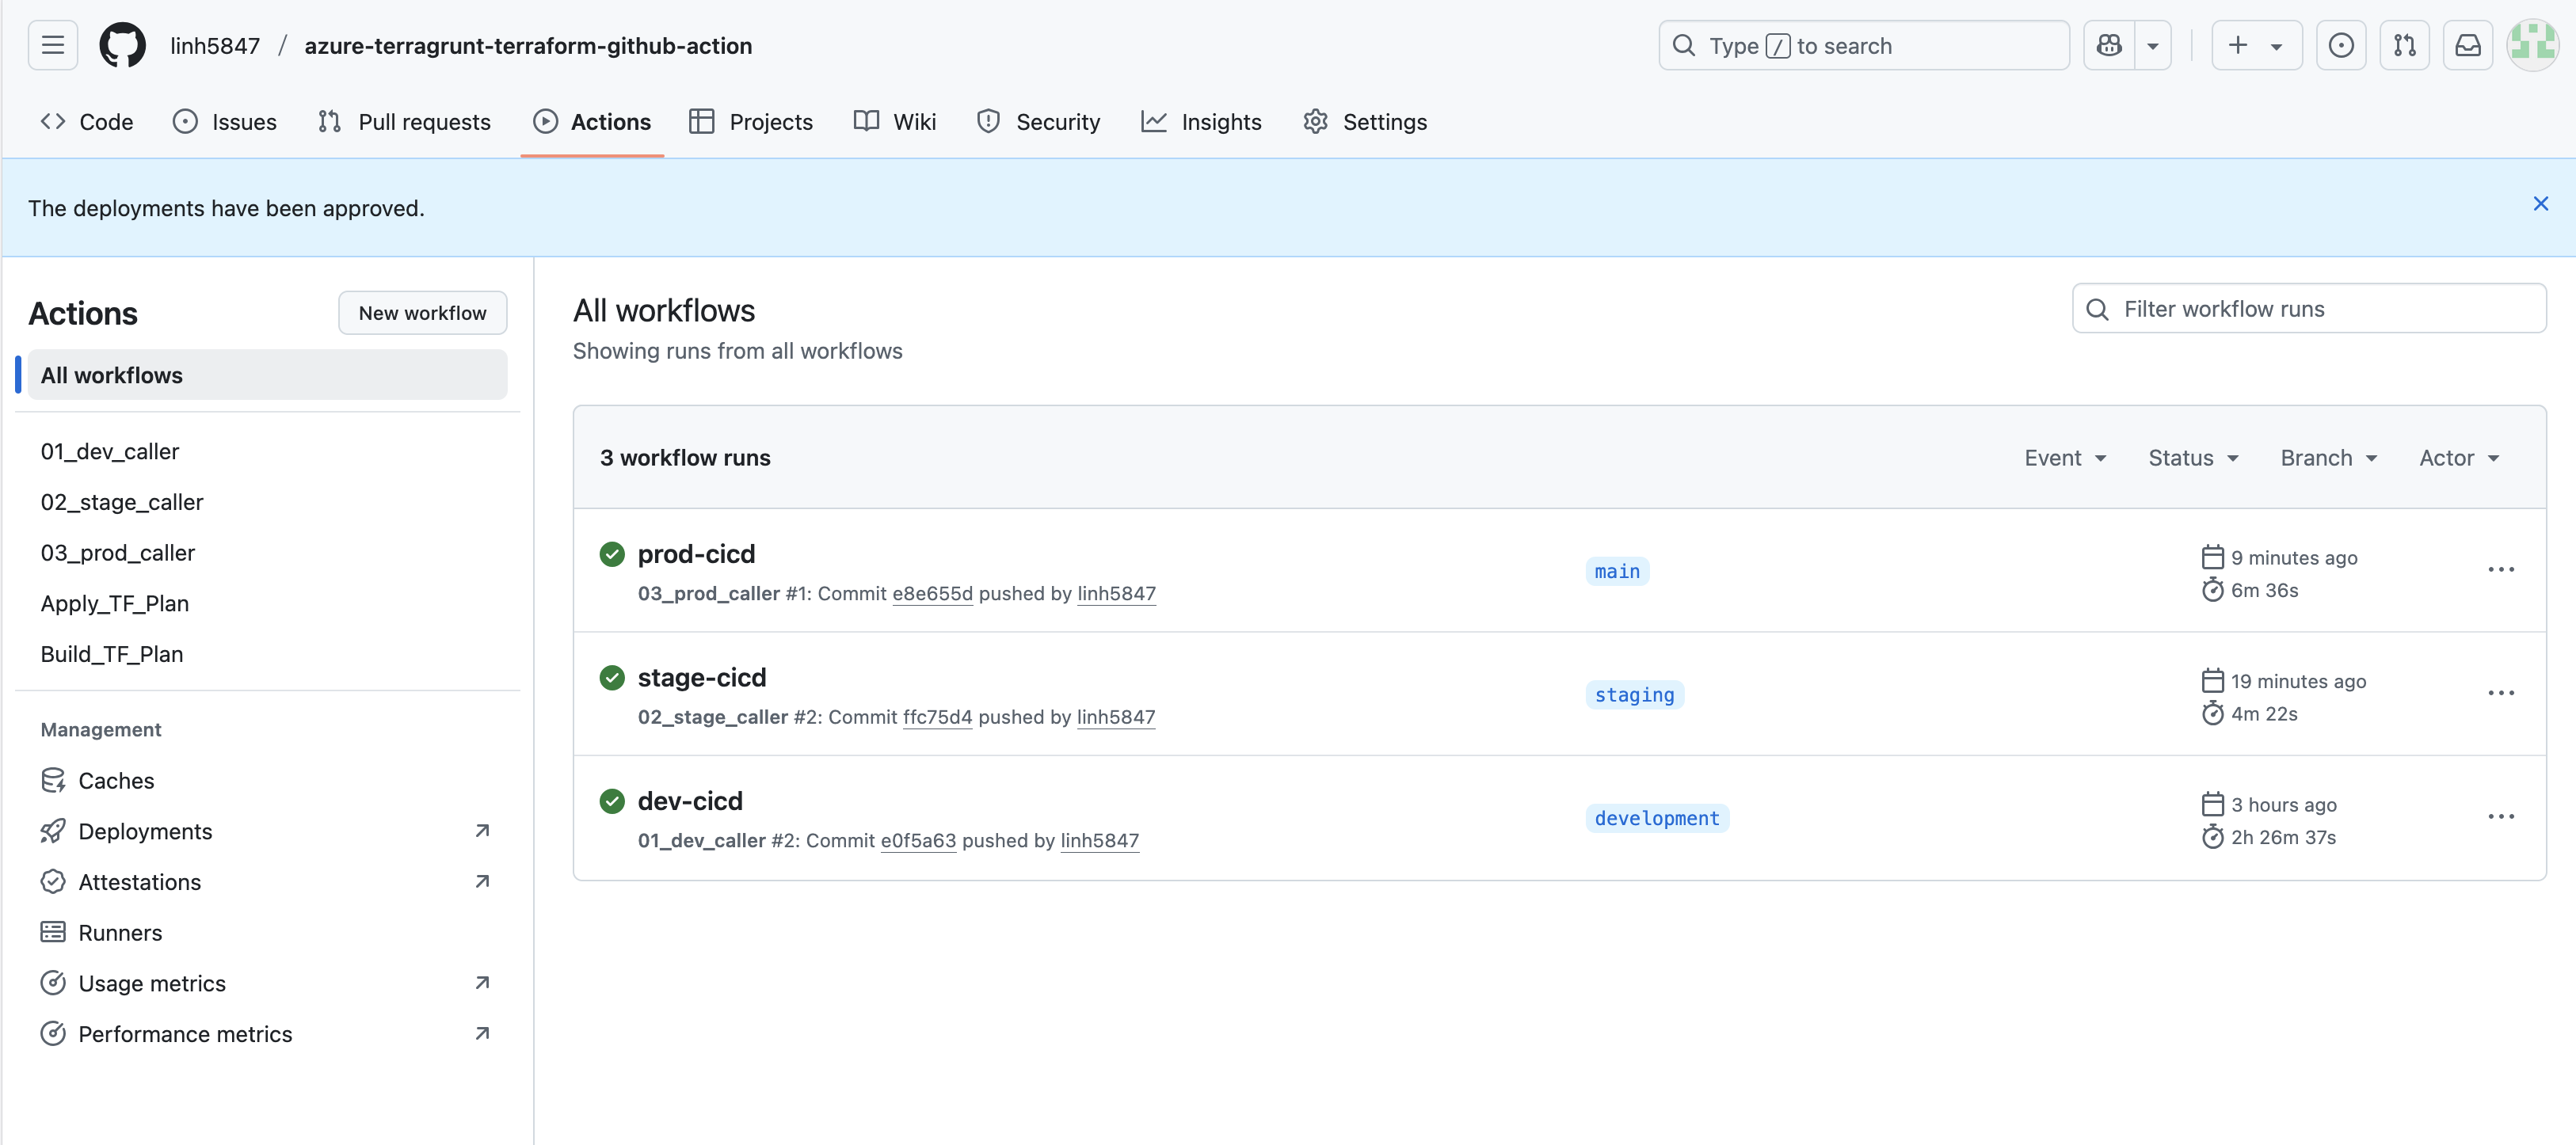 linh5847 / azure-terragrunt-terraform-github-action
Type / to search
Code Issues Pull requests Actions Projects Wiki Security Insights Settings
The deployments have been approved.
Actions
New workflow
All workflows
01_dev_caller
02_stage_caller
03_prod_caller
Apply_TF_Plan
Build_TF_Plan
Management
Caches
Deployments
Attestations
Runners
Usage metrics
Performance metrics
All workflows
Showing runs from all workflows
Filter workflow runs
3 workflow runs
Event Status Branch Actor
prod-cicd
03_prod_caller #1: Commit e8e655d pushed by linh5847
main
9 minutes ago
6m 36s
stage-cicd
02_stage_caller #2: Commit ffc75d4 pushed by linh5847
staging
19 minutes ago
4m 22s
dev-cicd
01_dev_caller #2: Commit e0f5a63 pushed by linh5847
development
3 hours ago
2h 26m 37s